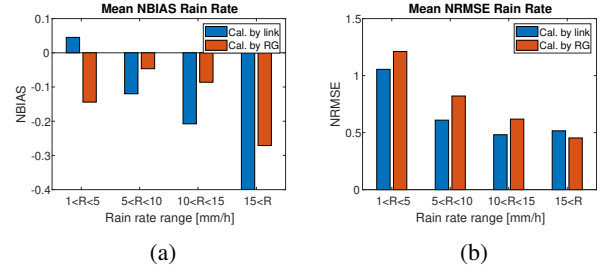 Mean NBIAS Rain Rate
0.1
0
-0.1
-0.2
-0.3
-0.4
NBIAS
Cal. by link
Cal. by RG
1<R<5 5<R<10 10<R<15 15<R
Rain rate range [mm/h]
(a)
Mean NRMSE Rain Rate
1.5
1
0.5
0
NRMSE
Cal. by link
Cal. by RG
1<R<5 5<R<10 10<R<15 15<R
Rain rate range [mm/h]
(b)